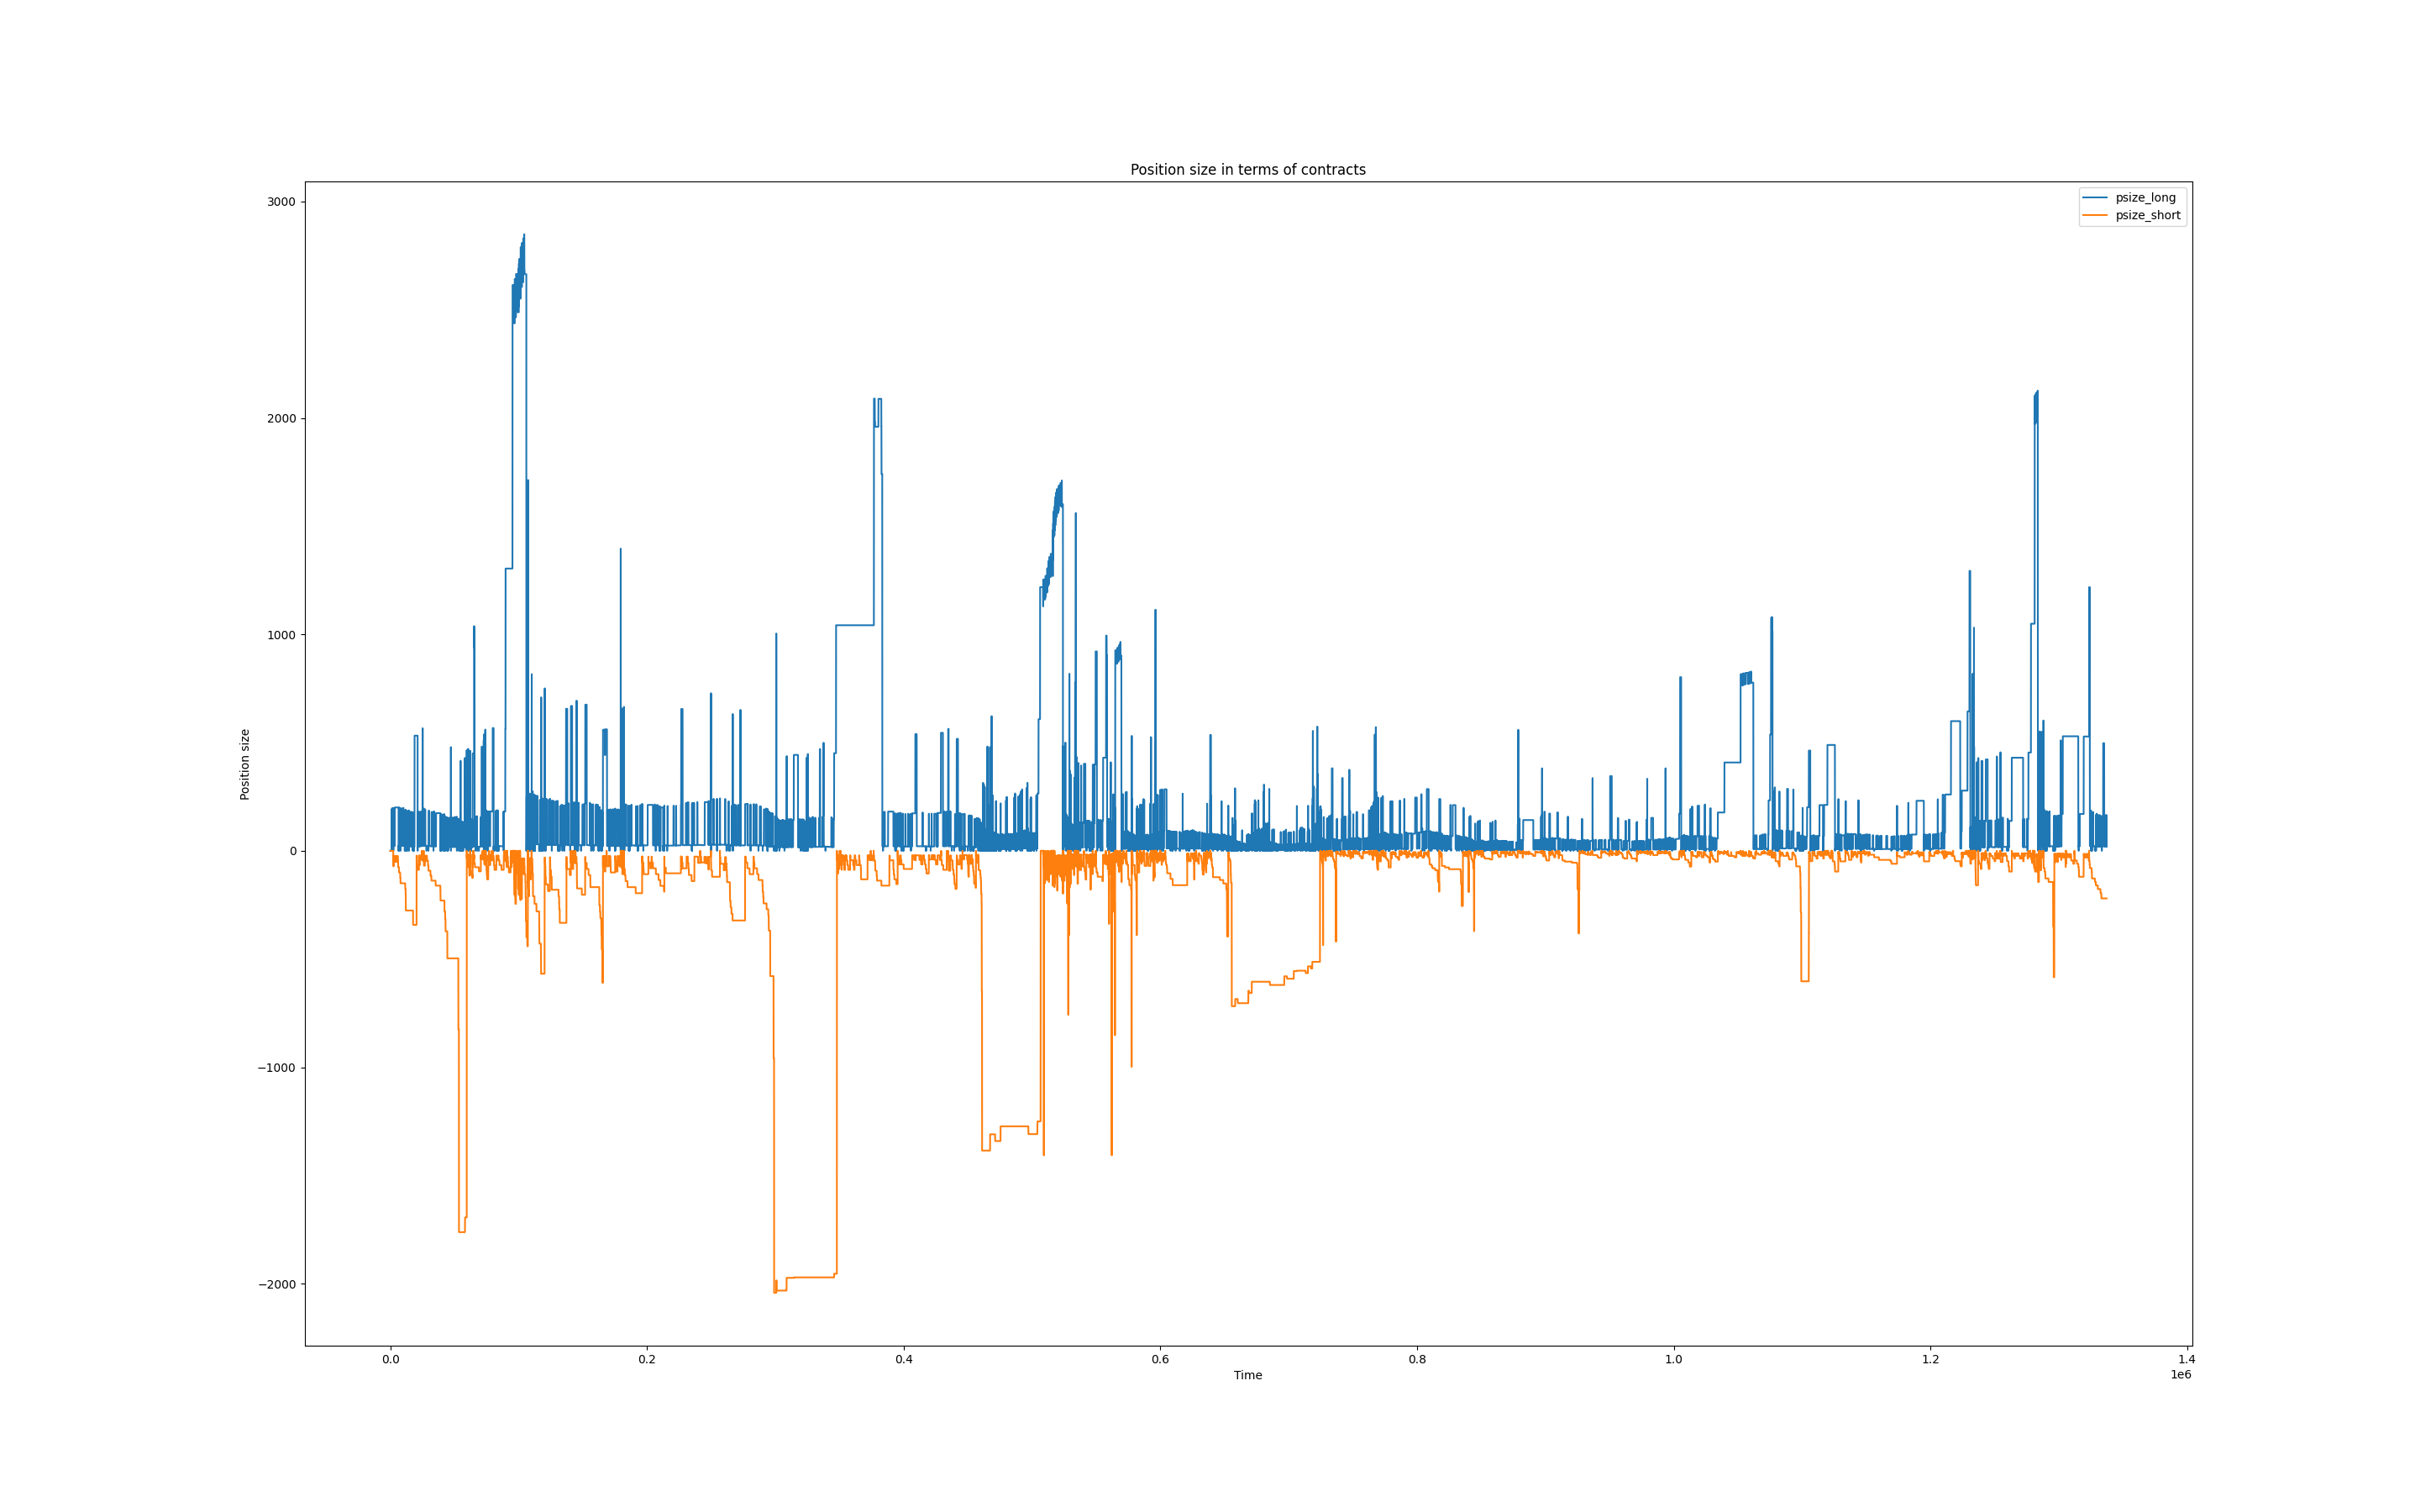 Position size in terms of contracts
psize_long
psize_short
3000
2000
1000
0
−1000
−2000
Position size
0.0
0.2
0.4
0.6
0.8
1.0
1.2
1.4
Time
1e6